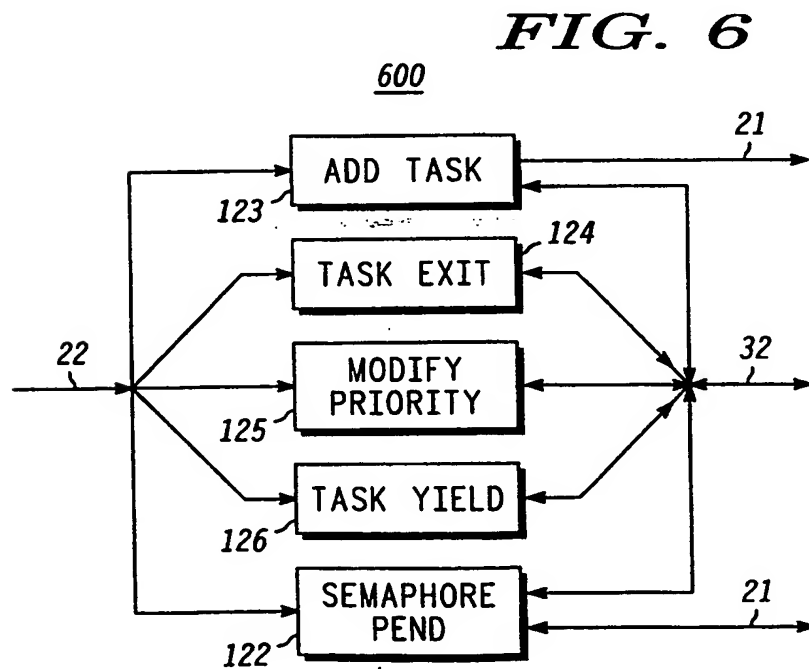 FIG. 6
600
21
ADD TASK
123
124
TASK EXIT
22
32
MODIFY
PRIORITY
125
TASK YIELD
126
21
SEMAPHORE
PEND
122